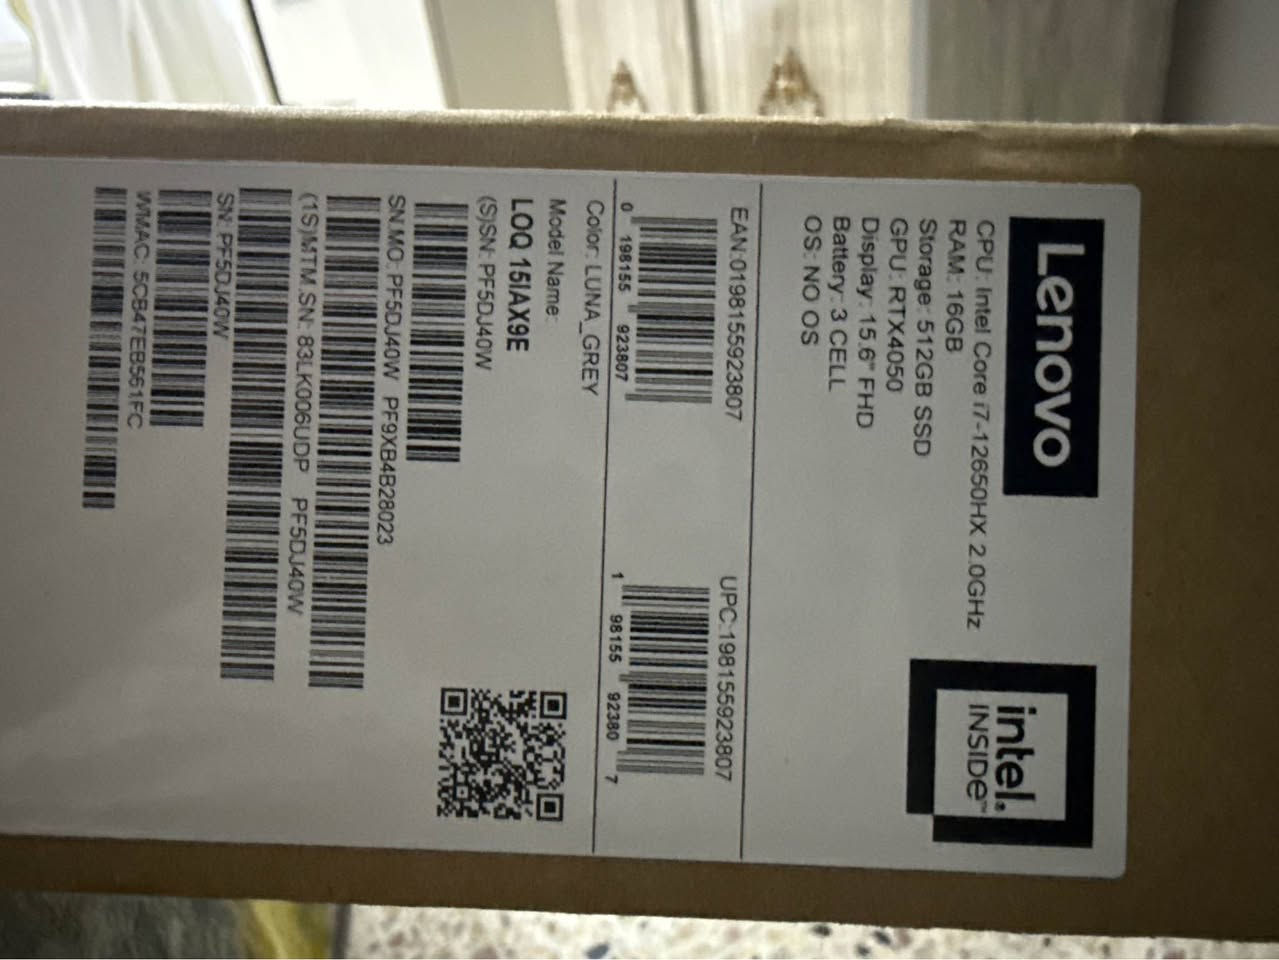 Lenovo
intel®
INSIDE™
CPU: Intel Core i7-12650HX 2.0GHz
RAM: 16GB
Storage: 512GB SSD
GPU: RTX4050
Display: 15.6" FHD
Battery: 3 CELL
OS: NO OS
EAN:0198155923807
0 198155 923807
UPC:198155923807
1 98155 92380 7
Color: LUNA_GREY
Model Name:
LOQ 15IAX9E
(S)SN: PF5DJ40W
SN.MO: PF5DJ40W PF9XB4B28023
(1S)MTM.SN: 83LK006UDP PF5DJ40W
SN: PF5DJ40W
WMAC: 5CB47EB561FC